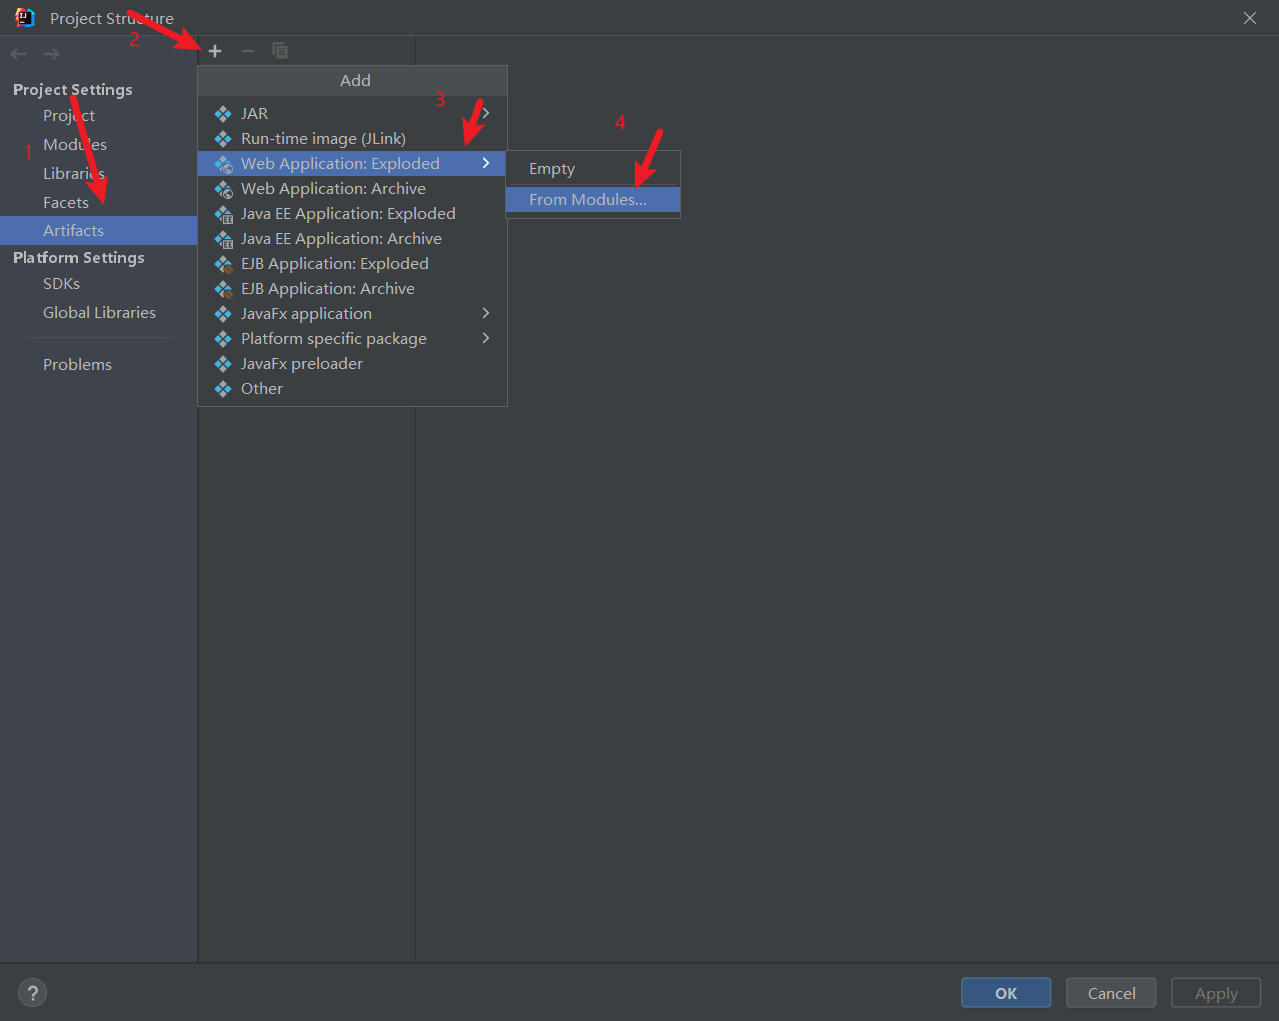 Project Structure
2
Add
Project Settings
Project
Modules
Libraries
Facets
Artifacts
Platform Settings
SDKs
Global Libraries
Problems
1
JAR
Run-time image (JLink)
Web Application: Exploded
Web Application: Archive
Java EE Application: Exploded
Java EE Application: Archive
EJB Application: Exploded
EJB Application: Archive
JavaFx application
Platform specific package
JavaFx preloader
Other
3
4
Empty
From Modules...
?
OK
Cancel
Apply